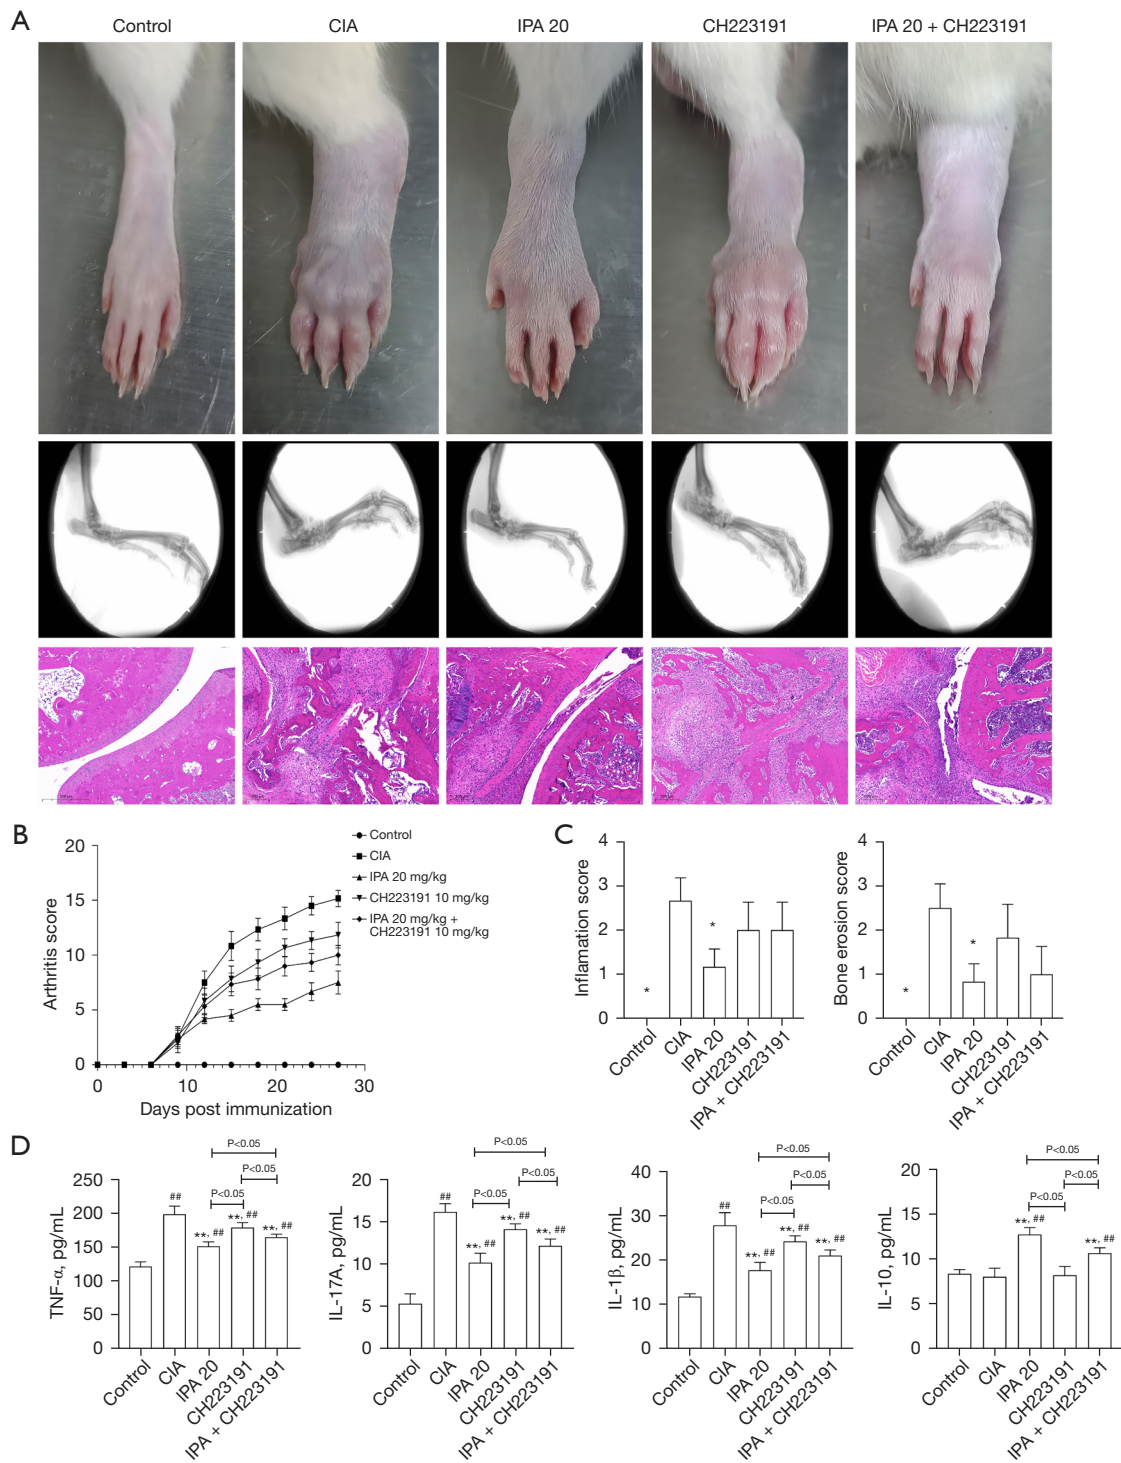 A
Control
CIA
IPA 20
CH223191
IPA 20 + CH223191
B
20
15
10
5
0
0
10
20
30
Arthritis score
Days post immunization
Control
CIA
IPA 20 mg/kg
CH223191 10 mg/kg
IPA 20 mg/kg +
CH223191 10 mg/kg
C
4
3
2
1
0
Inflamation score
*
*
Control
CIA
IPA 20
CH223191
IPA + CH223191
4
3
2
1
0
Bone erosion score
*
*
Control
CIA
IPA 20
CH223191
IPA + CH223191
D
250
200
150
100
50
0
TNF-α, pg/mL
P<0.05
P<0.05
P<0.05
##
**, ##
**, ##
**, ##
Control
CIA
IPA 20
CH223191
IPA + CH223191
20
15
10
5
0
IL-17A, pg/mL
P<0.05
P<0.05
P<0.05
##
**, ##
**, ##
**, ##
Control
CIA
IPA 20
CH223191
IPA + CH223191
40
30
20
10
0
IL-1β, pg/mL
P<0.05
P<0.05
P<0.05
##
**, ##
**, ##
**, ##
Control
CIA
IPA 20
CH223191
IPA + CH223191
20
15
10
5
0
IL-10, pg/mL
P<0.05
P<0.05
P<0.05
**, ##
**, ##
Control
CIA
IPA 20
CH223191
IPA + CH223191